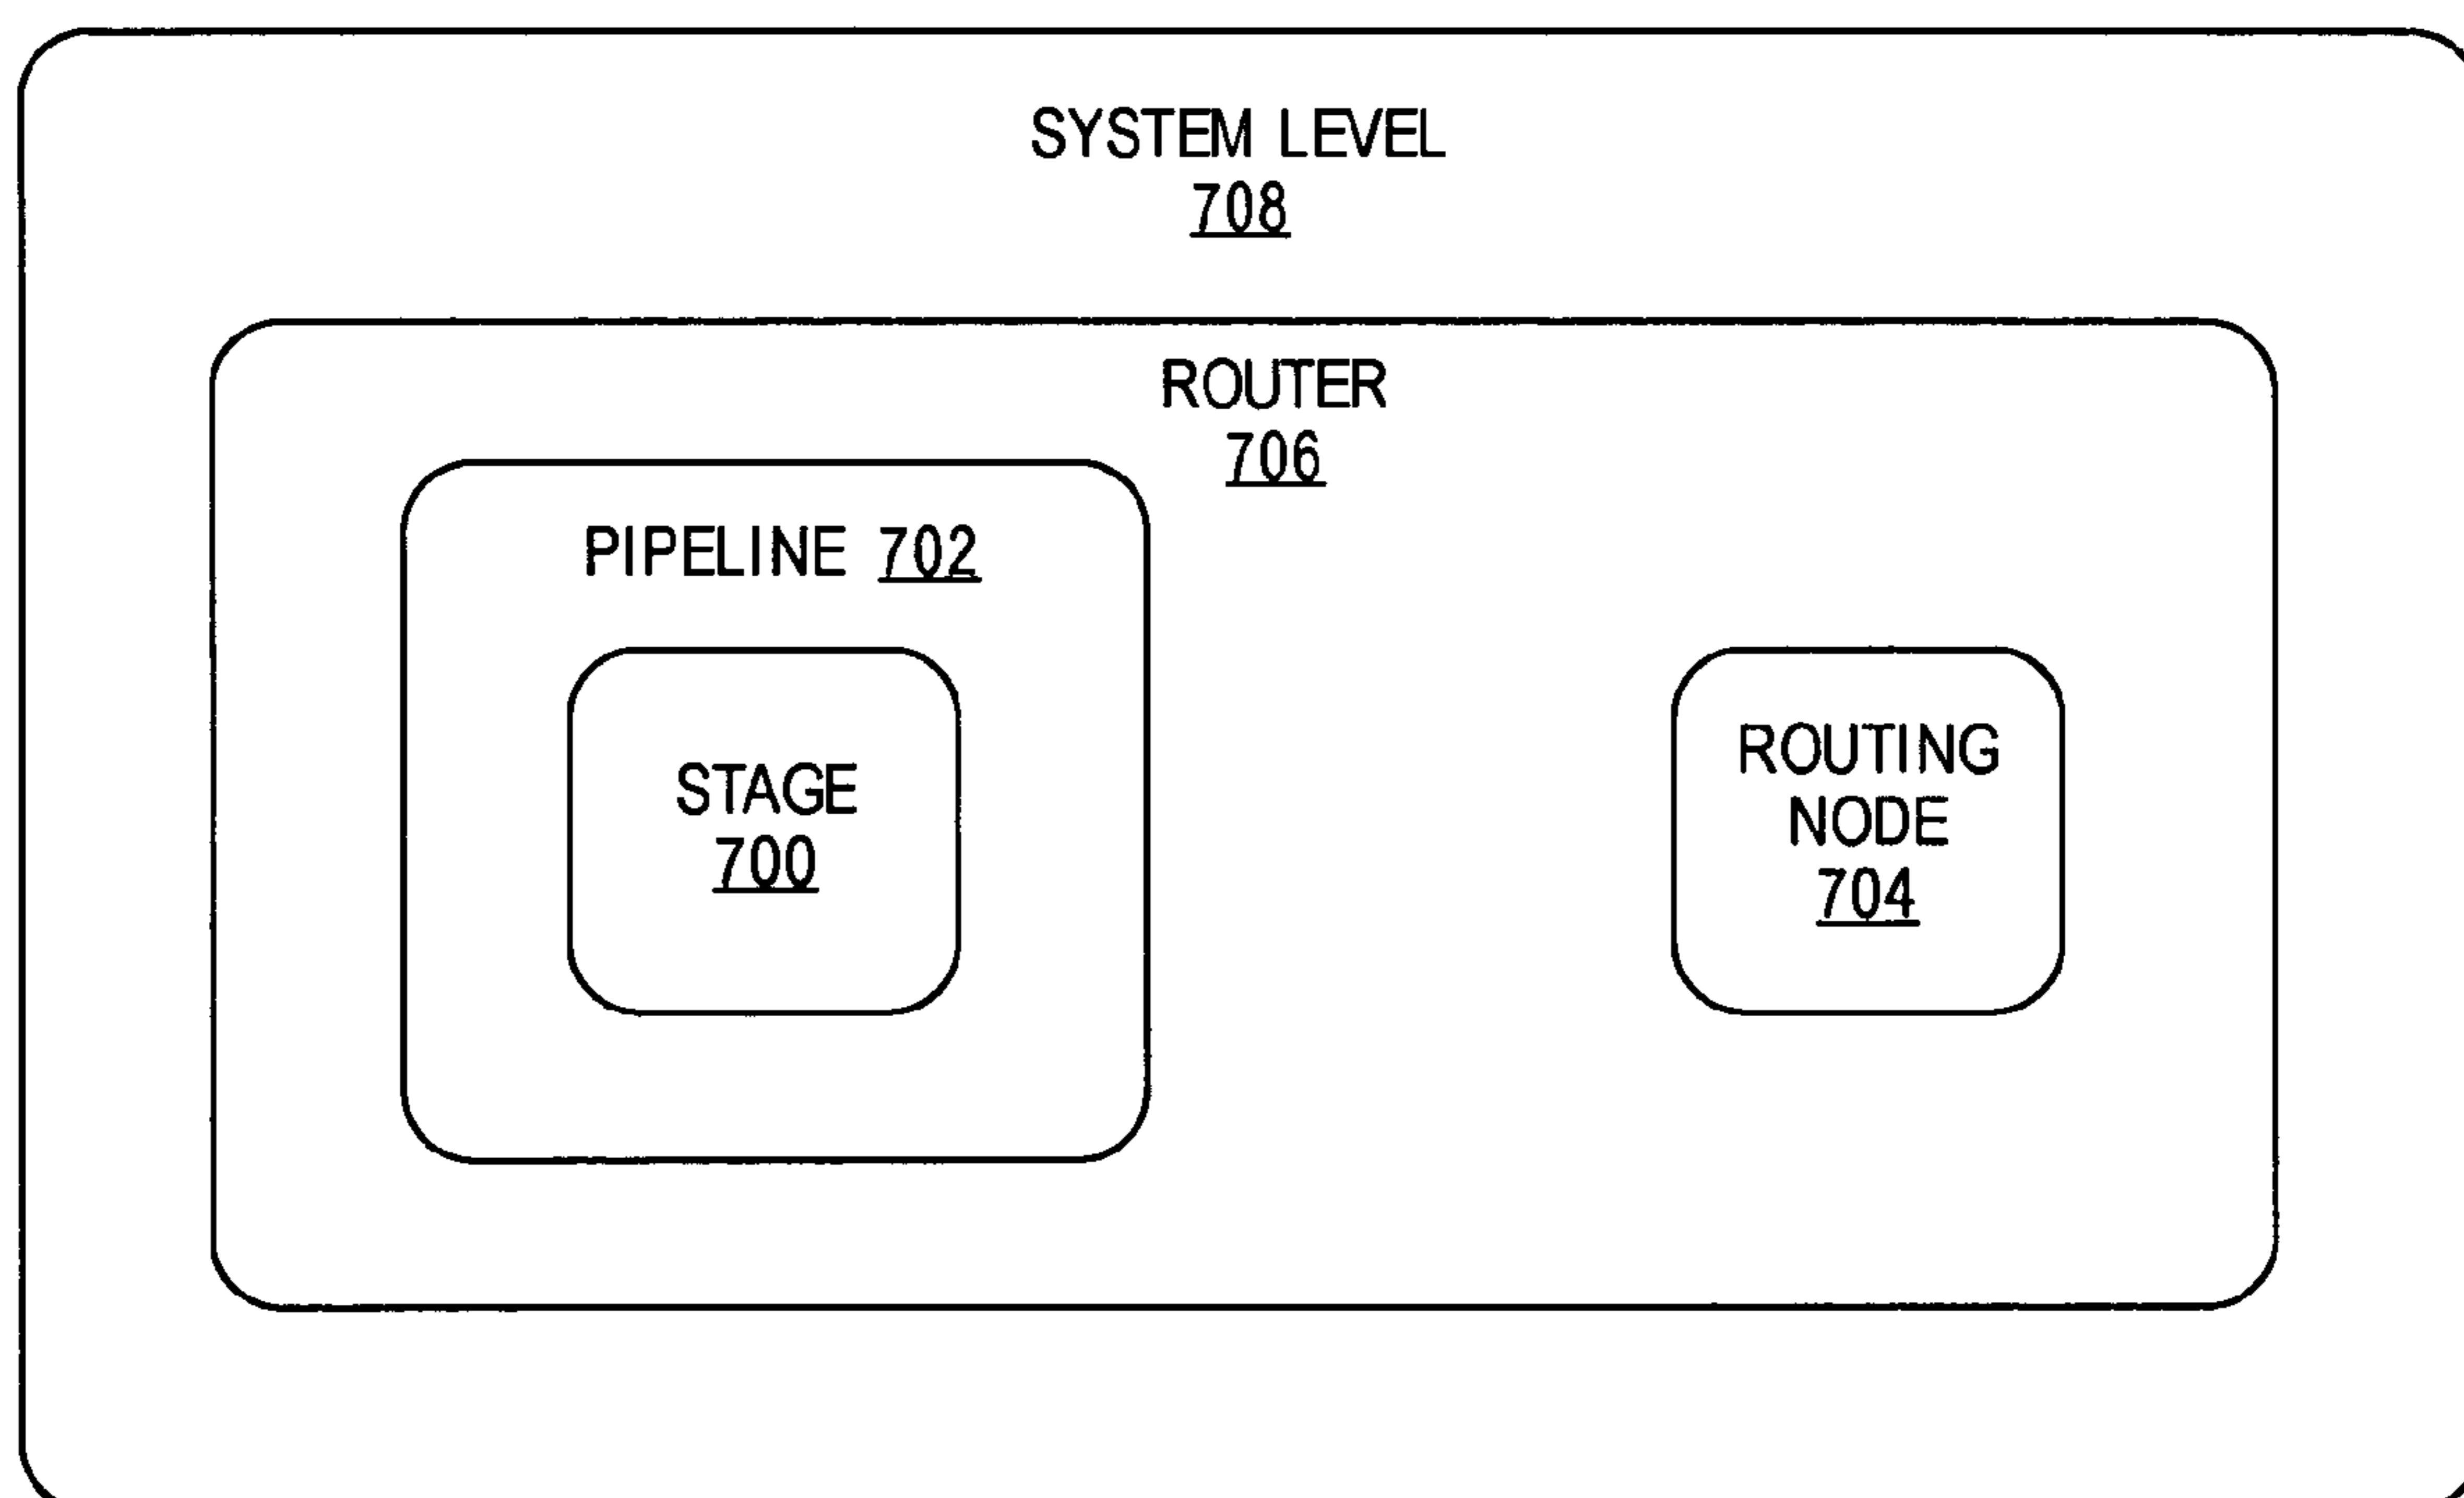 SYSTEM LEVEL
708
ROUTER
706
PIPELINE 702
STAGE
700
ROUTING
NODE
704